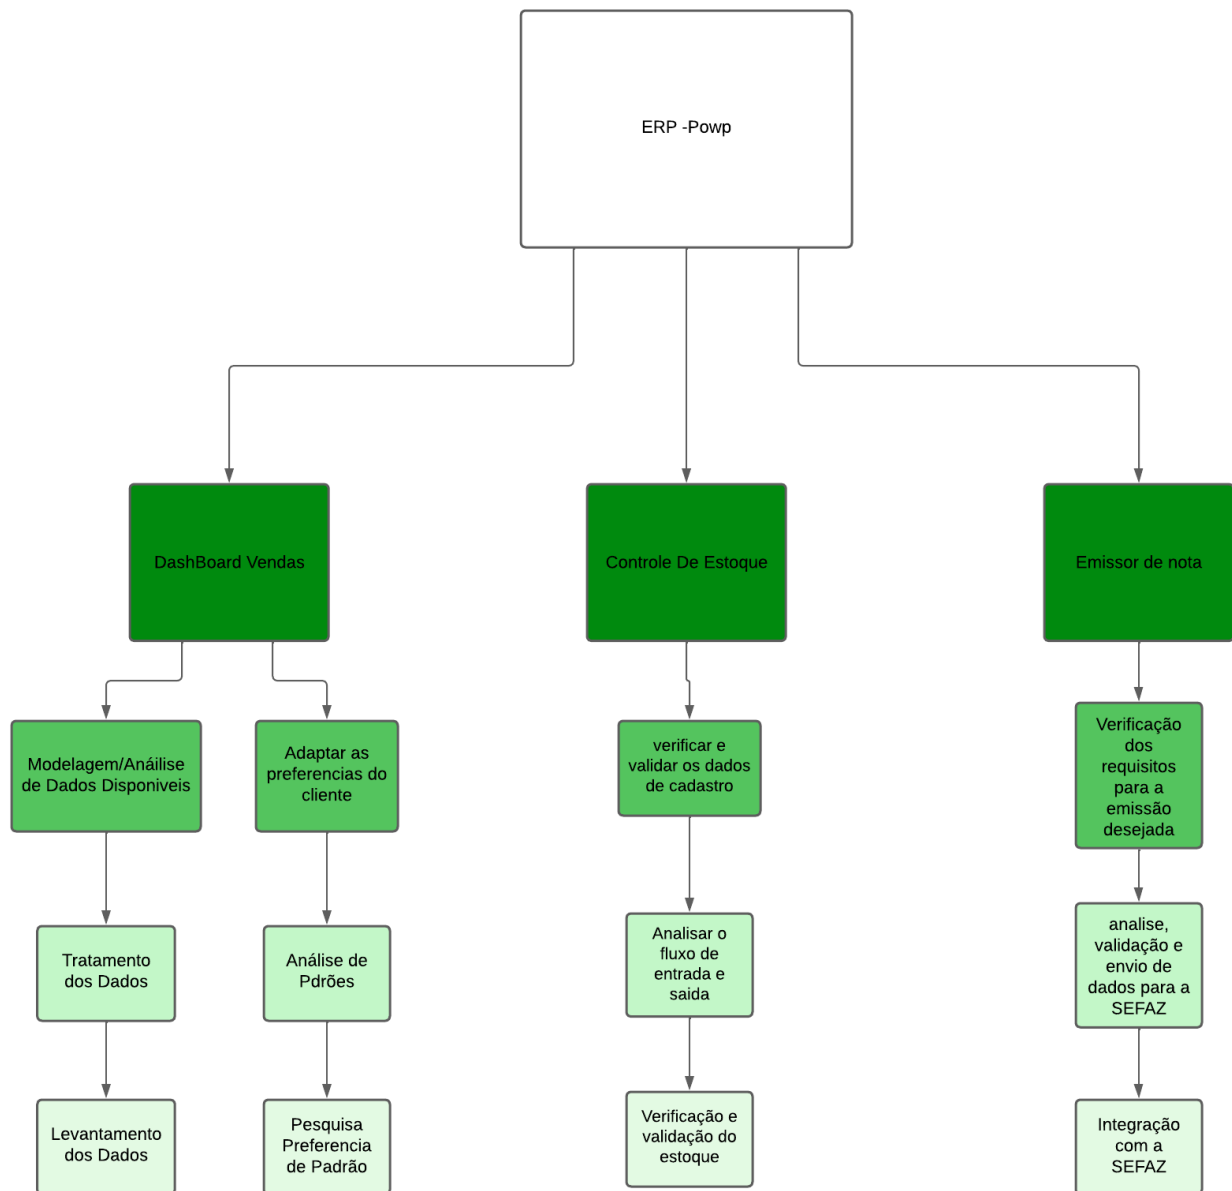 ERP -Powp
DashBoard Vendas
Controle De Estoque
Emissor de nota
Modelagem/Anáilise
de Dados Disponiveis
Adaptar as
preferencias do
cliente
verificar e
validar os dados
de cadastro
Verificação
dos
requisitos
para a
emissão
desejada
Tratamento
dos Dados
Análise de
Pdrões
Analisar o
fluxo de
entrada e
saida
analise,
validação e
envio de
dados para a
SEFAZ
Levantamento
dos Dados
Pesquisa
Preferencia
de Padrão
Verificação e
validação do
estoque
Integração
com a
SEFAZ